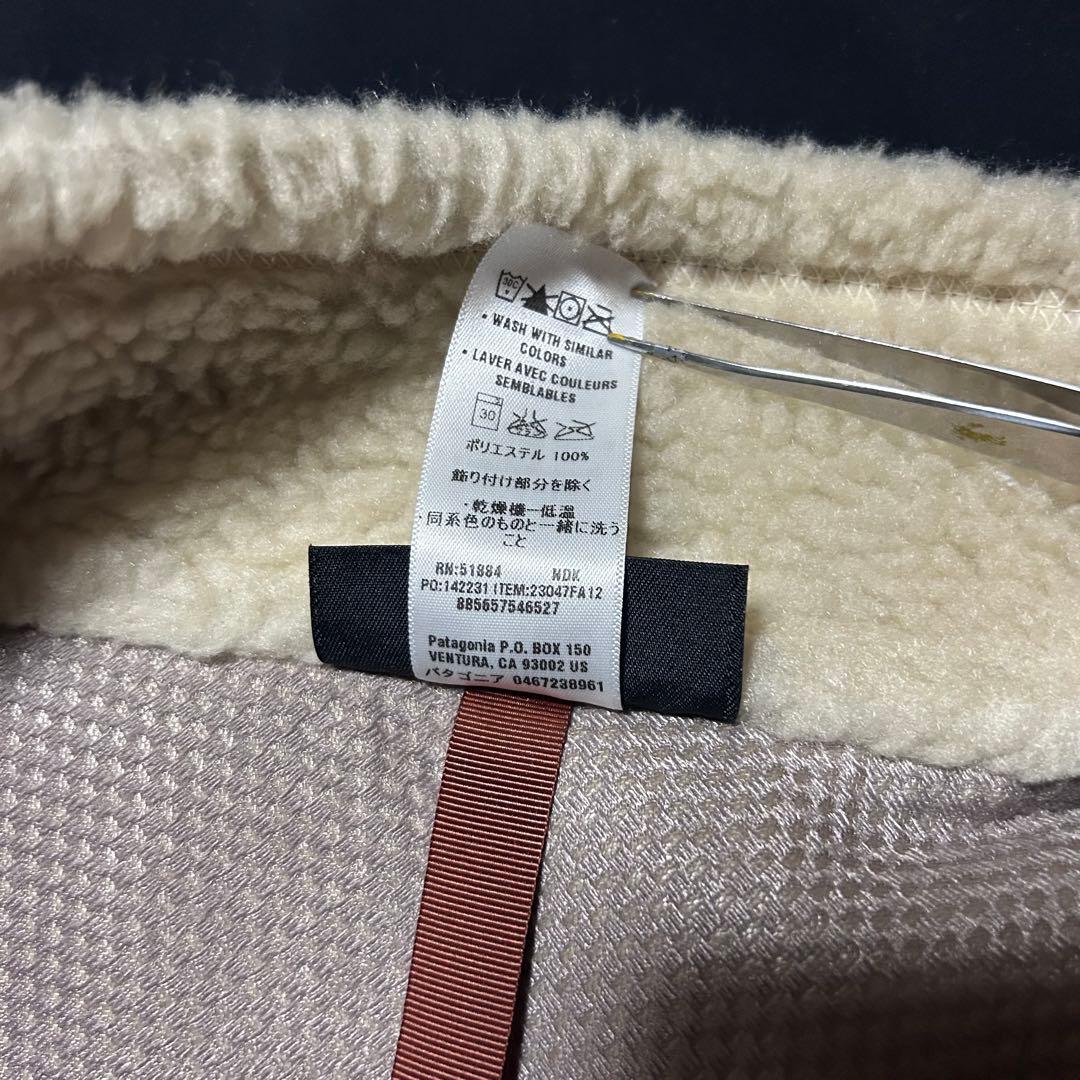 30C
• WASH WITH SIMILAR
COLORS
• LAVER AVEC COULEURS
SEMBLABLES
30
ポリエステル 100%
飾り付け部分を除く
・乾燥機一低温
同系色のものと一緒に洗う
こと
RN:51884 NDK
PO:142231 ITEM:23047FA12
885657546527
Patagonia P.O. BOX 150
VENTURA, CA 93002 US
パタゴニア 0467238961